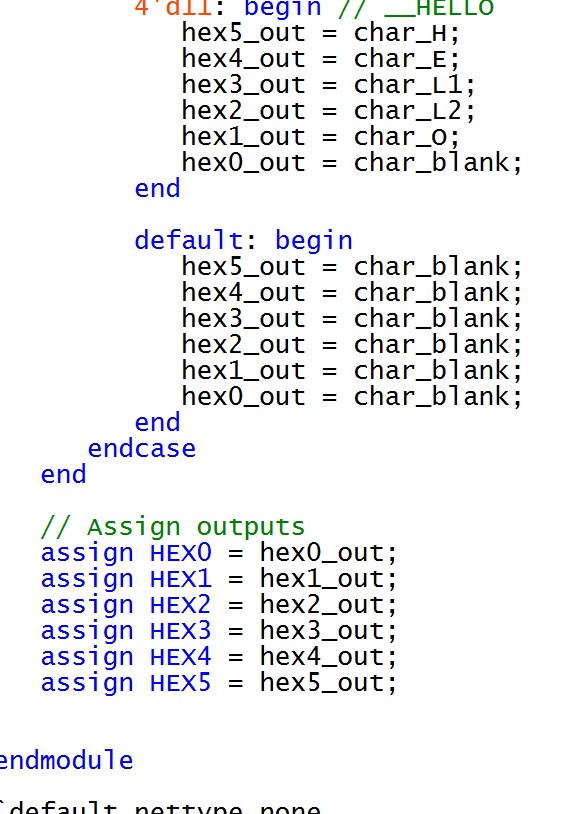 4'd11: begin // __HELLO
hex5_out = char_H;
hex4_out = char_E;
hex3_out = char_L1;
hex2_out = char_L2;
hex1_out = char_O;
hex0_out = char_blank;
end
default: begin
hex5_out = char_blank;
hex4_out = char_blank;
hex3_out = char_blank;
hex2_out = char_blank;
hex1_out = char_blank;
hex0_out = char_blank;
end
endcase
end
// Assign outputs
assign HEX0 = hex0_out;
assign HEX1 = hex1_out;
assign HEX2 = hex2_out;
assign HEX3 = hex3_out;
assign HEX4 = hex4_out;
assign HEX5 = hex5_out;
endmodule
`default_nettype none